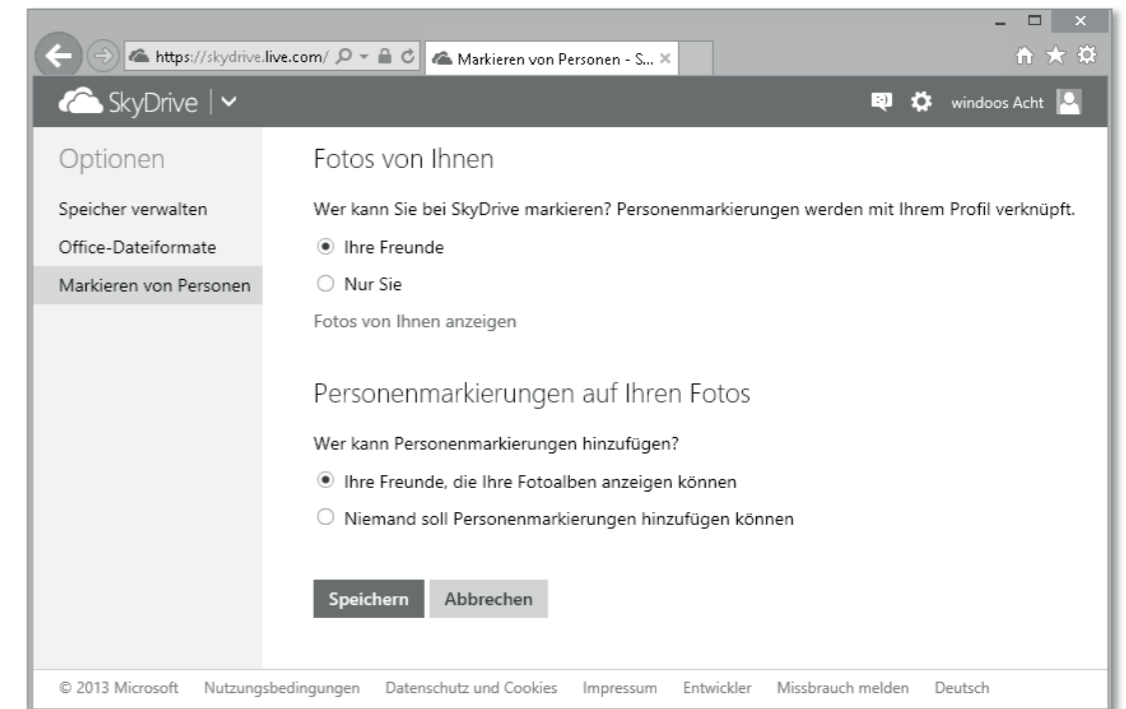 https://skydrive.live.com/
Markieren von Personen - S...
SkyDrive
windoos Acht
Optionen
Speicher verwalten
Office-Dateiformate
Markieren von Personen
Fotos von Ihnen
Wer kann Sie bei SkyDrive markieren? Personenmarkierungen werden mit Ihrem Profil verknüpft.
Ihre Freunde
Nur Sie
Fotos von Ihnen anzeigen
Personenmarkierungen auf Ihren Fotos
Wer kann Personenmarkierungen hinzufügen?
Ihre Freunde, die Ihre Fotoalben anzeigen können
Niemand soll Personenmarkierungen hinzufügen können
Speichern Abbrechen
© 2013 Microsoft Nutzungsbedingungen Datenschutz und Cookies Impressum Entwickler Missbrauch melden Deutsch